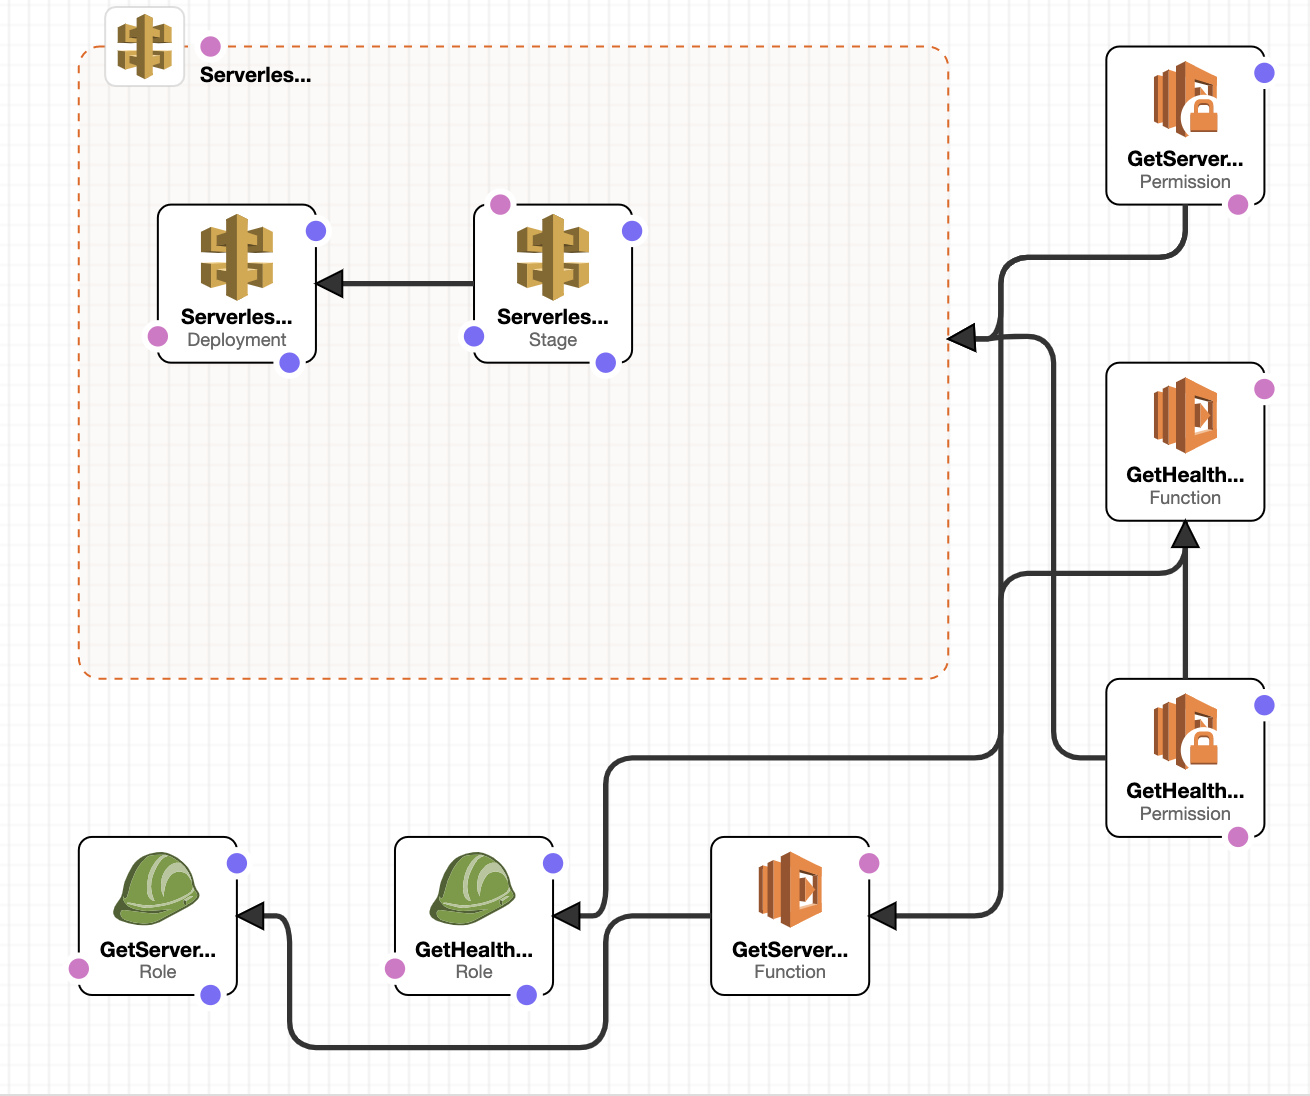 Serverles...
GetServer...
Permission
Serverles...
Deployment
Serverles...
Stage
GetHealth...
Function
GetHealth...
Permission
GetServer...
Role
GetHealth...
Role
GetServer...
Function